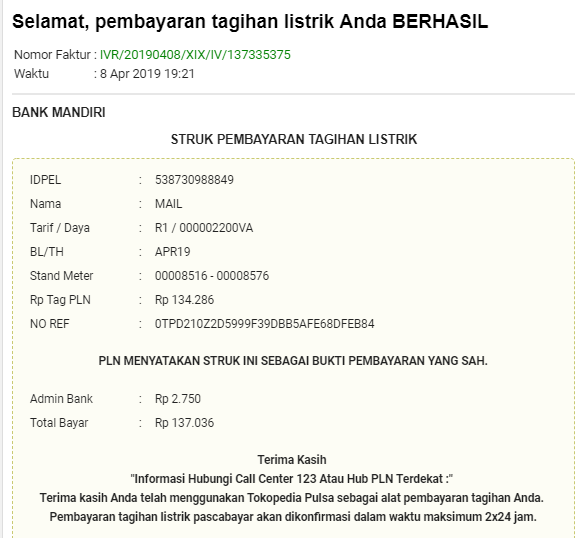 Selamat, pembayaran tagihan listrik Anda BERHASIL
Nomor Faktur : IVR/20190408/XIX/IV/137335375
Waktu : 8 Apr 2019 19:21
BANK MANDIRI
STRUK PEMBAYARAN TAGIHAN LISTRIK
IDPEL : 538730988849
Nama : MAIL
Tarif / Daya : R1 / 000002200VA
BL/TH : APR19
Stand Meter : 00008516 - 00008576
Rp Tag PLN : Rp 134.286
NO REF : 0TPD210Z2D5999F39DBB5AFE68DFEB84
PLN MENYATAKAN STRUK INI SEBAGAI BUKTI PEMBAYARAN YANG SAH.
Admin Bank : Rp 2.750
Total Bayar : Rp 137.036
Terima Kasih
"Informasi Hubungi Call Center 123 Atau Hub PLN Terdekat :"
Terima kasih Anda telah menggunakan Tokopedia Pulsa sebagai alat pembayaran tagihan Anda.
Pembayaran tagihan listrik pascabayar akan dikonfirmasi dalam waktu maksimum 2x24 jam.